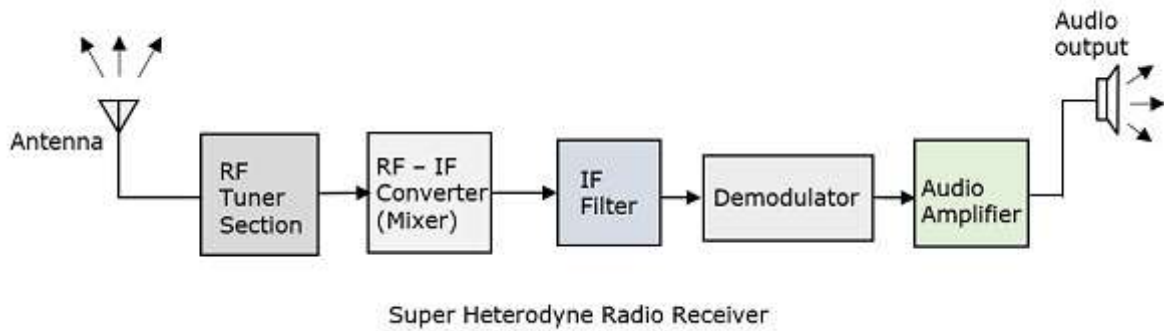 Audio
output
Antenna
RF
Tuner
Section
RF – IF
Converter
(Mixer)
IF
Filter
Demodulator
Audio
Amplifier
Super Heterodyne Radio Receiver